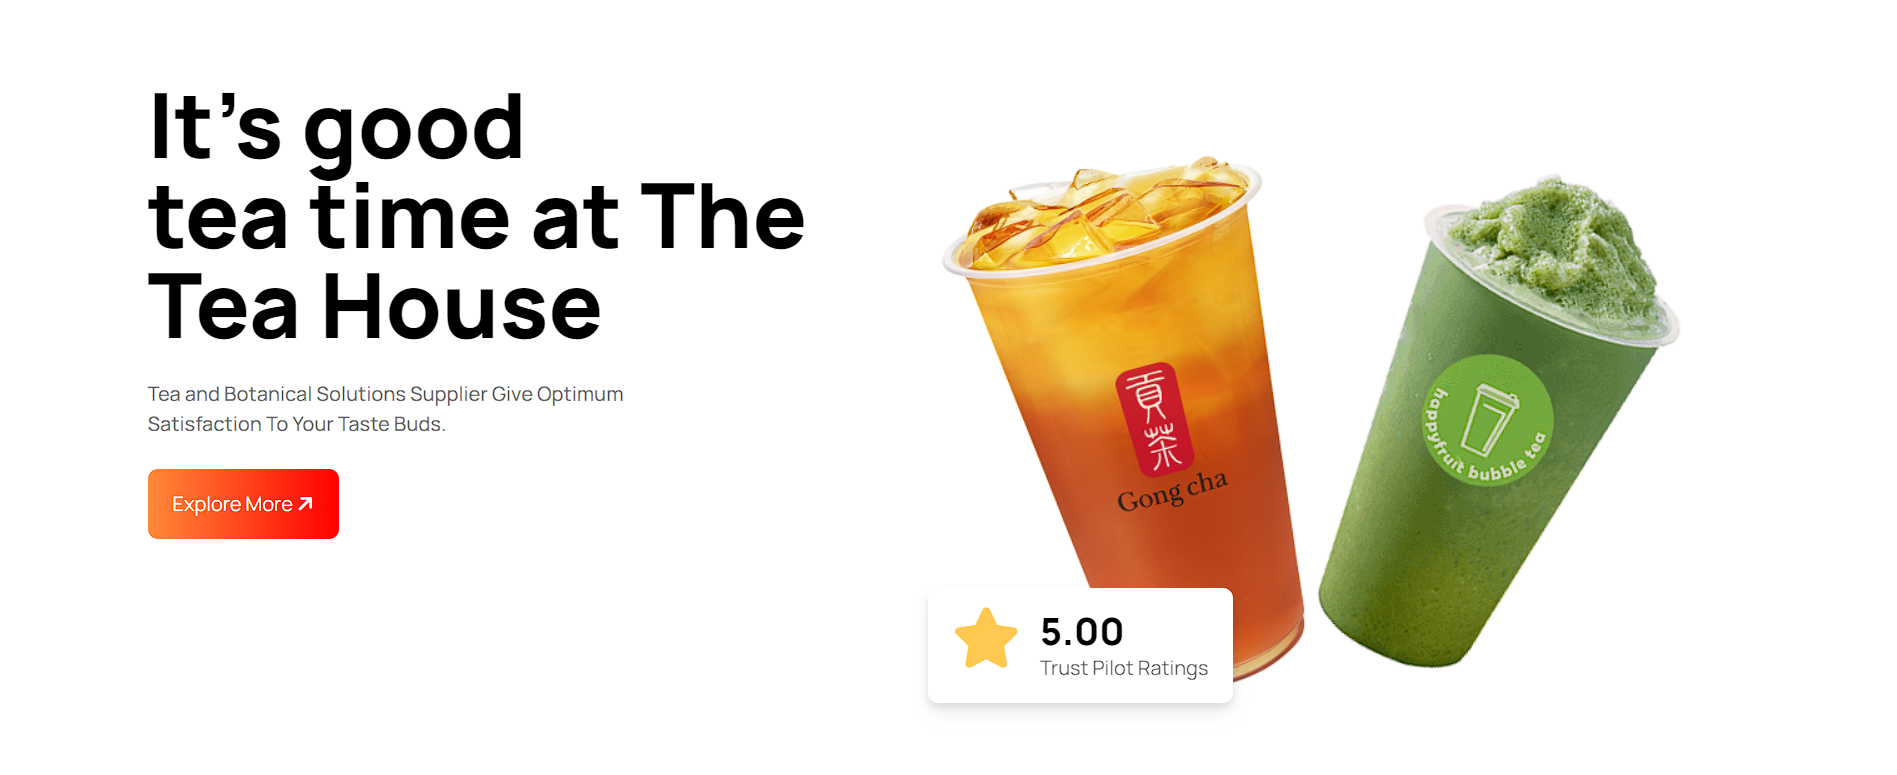 It’s good
tea time at The
Tea House
Tea and Botanical Solutions Supplier Give Optimum
Satisfaction To Your Taste Buds.
Explore More
貢茶
Gong cha
happyfruit bubble tea
5.00
Trust Pilot Ratings